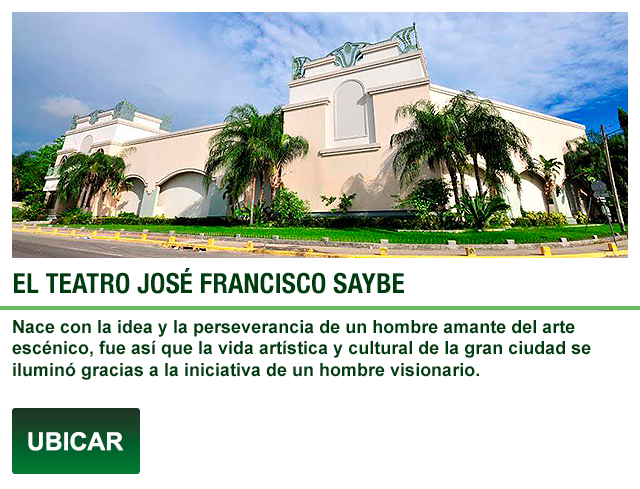 EL TEATRO JOSÉ FRANCISCO SAYBE
Nace con la idea y la perseverancia de un hombre amante del arte
escénico, fue así que la vida artística y cultural de la gran ciudad se
iluminó gracias a la iniciativa de un hombre visionario.
UBICAR